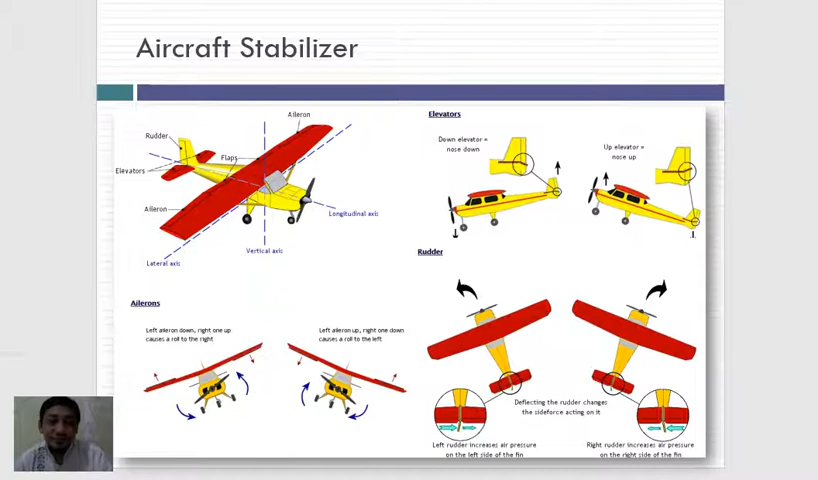 Aircraft Stabilizer
Aileron
Rudder
Flaps
Elevators
Aileron
Longitudinal axis
Vertical axis
Lateral axis
Elevators
Down elevator =
nose down
Up elevator =
nose up
Rudder
Deflecting the rudder changes
the sideforce acting on it
Left rudder increases air pressure
on the left side of the fin
Right rudder increases air pressure
on the right side of the fin
Ailerons
Left aileron down, right one up
causes a roll to the right
Left aileron up, right one down
causes a roll to the left